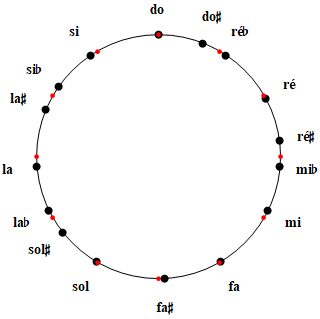 do
do♯
ré♭
ré
ré♯
mi♭
mi
fa
fa♯
sol
sol♯
la♭
la
la♯
si♭
si